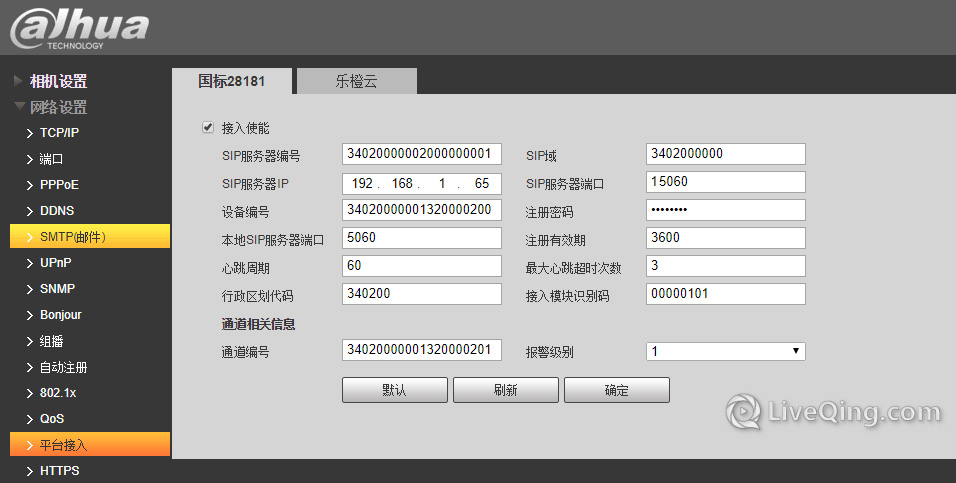 alhua
TECHNOLOGY
相机设置
网络设置
TCP/IP
端口
PPPoE
DDNS
SMTP(邮件)
UPnP
SNMP
Bonjour
组播
自动注册
802.1x
QoS
平台接入
HTTPS
国标28181 乐橙云
接入使能
SIP服务器编号 34020000002000000001 SIP域 3402000000
SIP服务器IP 192 . 168 . 1 . 65 SIP服务器端口 15060
设备编号 34020000001320000200 注册密码 ••••••••
本地SIP服务器端口 5060 注册有效期 3600
心跳周期 60 最大心跳超时次数 3
行政区划代码 340200 接入模块识别码 00000101
通道相关信息
通道编号 34020000001320000201 报警级别 1
默认 刷新 确定
LiveQing.com